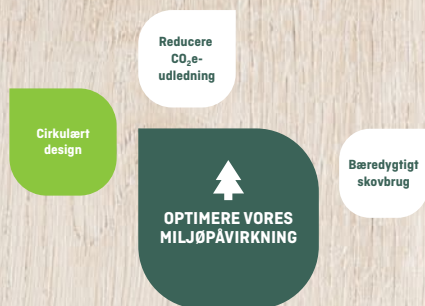 Reducere
CO₂e-
udledning
Cirkulært
design
Bæredygtigt
skovbrug
OPTIMERE VORES
MILJØPÅVIRKNING